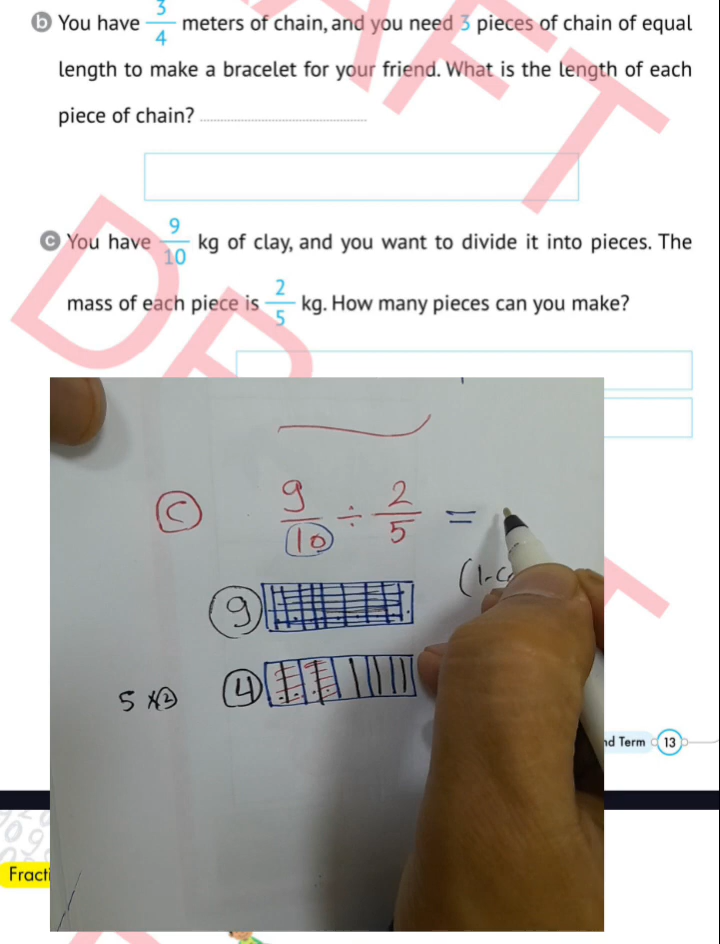 b You have 3/4 meters of chain, and you need 3 pieces of chain of equal
length to make a bracelet for your friend. What is the length of each
piece of chain?
DRAFT
c You have 9/10 kg of clay, and you want to divide it into pieces. The
mass of each piece is 2/5 kg. How many pieces can you make?
C 9/10 ÷ 2/5 =
9
5 ×2 4
nd Term 13
Fracti